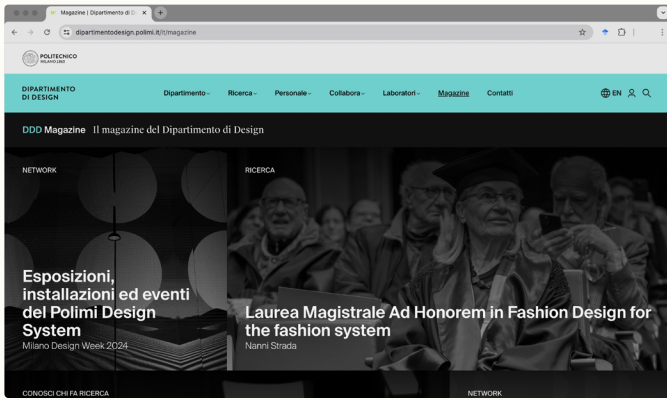 Magazine | Dipartimento di D
dipartimentodesign.polimi.it/it/magazine
POLITECNICO
MILANO 1863
DIPARTIMENTO
DI DESIGN
Dipartimento
Ricerca
Personale
Collabora
Laboratori
Magazine
Contatti
EN
DDD Magazine Il magazine del Dipartimento di Design
NETWORK
Esposizioni,
installazioni ed eventi
del Polimi Design
System
Milano Design Week 2024
RICERCA
Laurea Magistrale Ad Honorem in Fashion Design for
the fashion system
Nanni Strada
CONOSCI CHI FA RICERCA
NETWORK